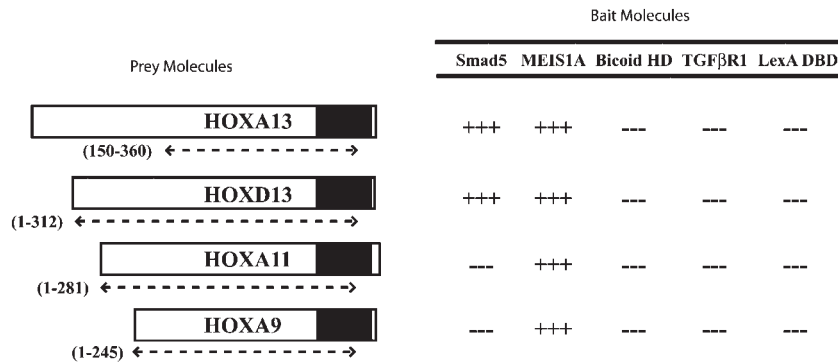 Bait Molecules
Prey Molecules
Smad5 MEIS1A Bicoid HD TGFβR1 LexA DBD
HOXA13 +++ +++ --- --- ---
(150-360)
HOXD13 +++ +++ --- --- ---
(1-312)
HOXA11 --- +++ --- --- ---
(1-281)
HOXA9 --- +++ --- --- ---
(1-245)